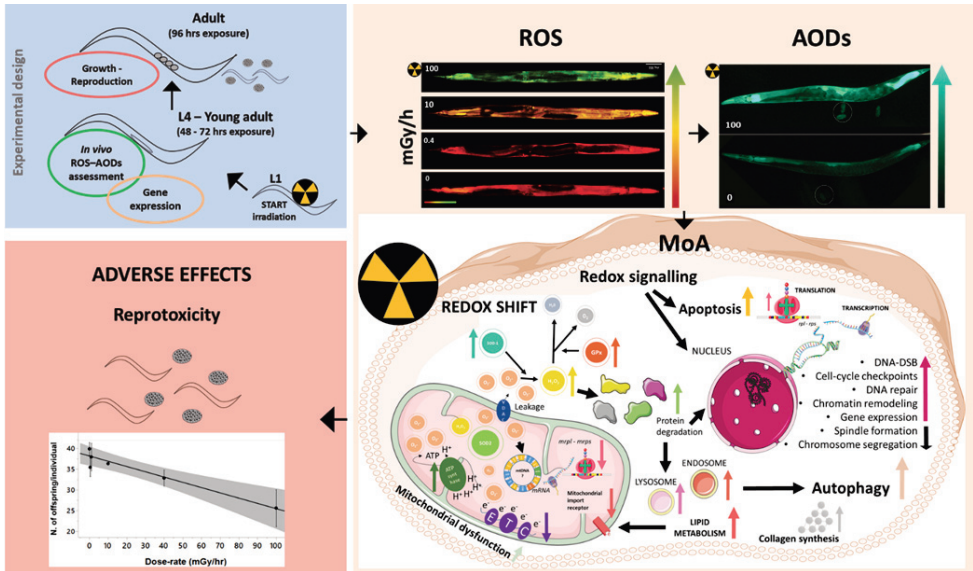 Experimental design
Adult
(96 hrs exposure)
Growth -
Reproduction
L4 – Young adult
(48 - 72 hrs exposure)
In vivo
ROS–AODs
assessment
Gene
expression
L1
START
irradiation
ROS
mGy/h
100
10
0.4
0
AODs
100
0
MoA
Redox signalling
REDOX SHIFT
Apoptosis
TRANSLATION
rpl - rps
TRANSCRIPTION
NUCLEUS
• DNA-DSB
• Cell-cycle checkpoints
• DNA repair
• Chromatin remodeling
• Gene expression
• Spindle formation
• Chromosome segregation
GPx
H₂O₂
Leakage
Protein
degradation
mrpl - mrps
ATP
H⁺
H⁺
H⁺
H⁺
H⁺
mtDNA
mRNA
Mitochondrial
import
receptor
e⁻
e⁻
e⁻
e⁻
E T C
Mitochondrial dysfunction
LYSOSOME
ENDOSOME
LIPID
METABOLISM
Autophagy
Collagen synthesis
ADVERSE EFFECTS
Reprotoxicity
N. of offspring/individual
40
35
30
25
20
0
20
40
60
80
100
Dose-rate (mGy/hr)